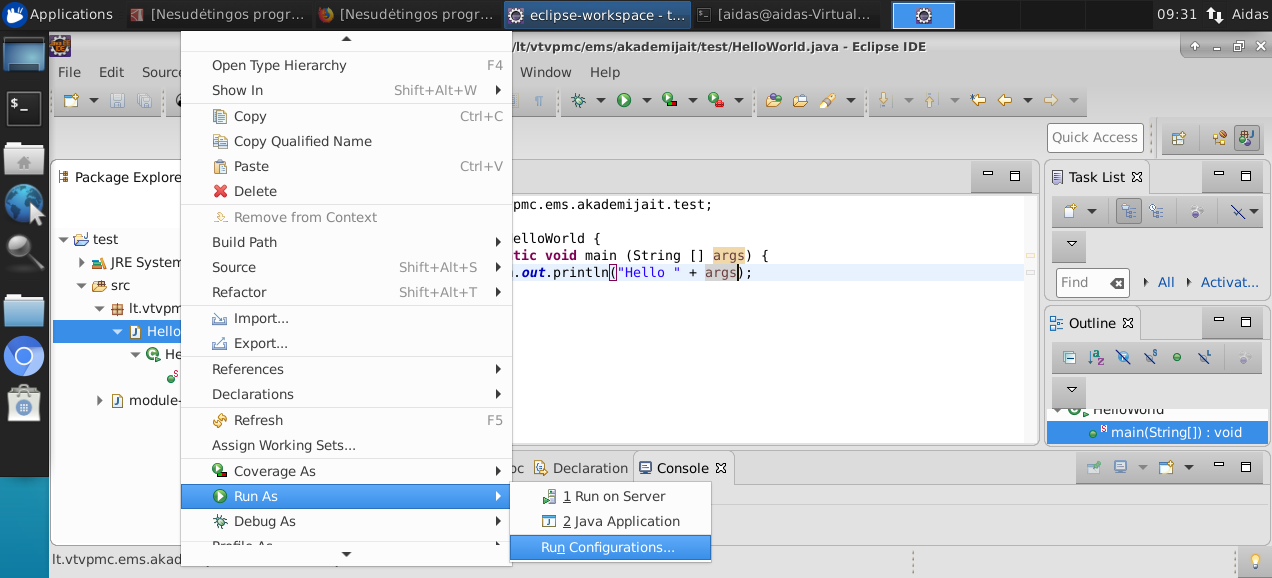 Applications
[Nesudėtingos progr...
[Nesudėtingos progr...
eclipse-workspace - t...
[aidas@aidas-Virtual...
09:31
Aidas
/lt/vtvpmc/ems/akademijait/test/HelloWorld.java - Eclipse IDE
File Edit Sourc
Window Help
Quick Access
Package Explore
test
JRE System
src
lt.vtvpm
Hello
He
S
module-
Open Type Hierarchy F4
Show In Shift+Alt+W
Copy Ctrl+C
Copy Qualified Name
Paste Ctrl+V
Delete
Remove from Context
Build Path
Source Shift+Alt+S
Refactor Shift+Alt+T
Import...
Export...
References
Declarations
Refresh F5
Assign Working Sets...
Coverage As
Run As
Debug As
Profile As
1 Run on Server
2 Java Application
Run Configurations...
pmc.ems.akademijait.test;
elloWorld {
tic void main (String [] args) {
.out.println("Hello " + args);
Task List
Find
All
Activat...
Outline
HelloWorld
main(String[]) : void
oc
Declaration
Console
lt.vtvpmc.ems.akad